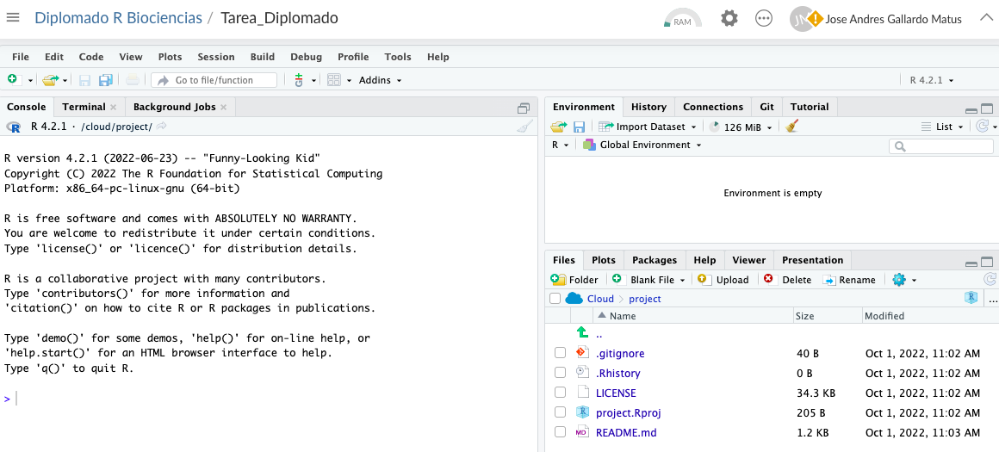 Diplomado R Biociencias / Tarea_Diplomado
RAM
JN
Jose Andres Gallardo Matus
File Edit Code View Plots Session Build Debug Profile Tools Help
Go to file/function
Addins
R 4.2.1
Console Terminal Background Jobs
R 4.2.1 · /cloud/project/
R version 4.2.1 (2022-06-23) -- "Funny-Looking Kid"
Copyright (C) 2022 The R Foundation for Statistical Computing
Platform: x86_64-pc-linux-gnu (64-bit)
R is free software and comes with ABSOLUTELY NO WARRANTY.
You are welcome to redistribute it under certain conditions.
Type 'license()' or 'licence()' for distribution details.
R is a collaborative project with many contributors.
Type 'contributors()' for more information and
'citation()' on how to cite R or R packages in publications.
Type 'demo()' for some demos, 'help()' for on-line help, or
'help.start()' for an HTML browser interface to help.
Type 'q()' to quit R.
>
Environment History Connections Git Tutorial
Import Dataset 126 MiB List
R Global Environment
Environment is empty
Files Plots Packages Help Viewer Presentation
Folder Blank File Upload Delete Rename
Cloud project ...
Name Size Modified
..
.gitignore 40 B Oct 1, 2022, 11:02 AM
.Rhistory 0 B Oct 1, 2022, 11:02 AM
LICENSE 34.3 KB Oct 1, 2022, 11:02 AM
project.Rproj 205 B Oct 1, 2022, 11:02 AM
README.md 1.2 KB Oct 1, 2022, 11:03 AM